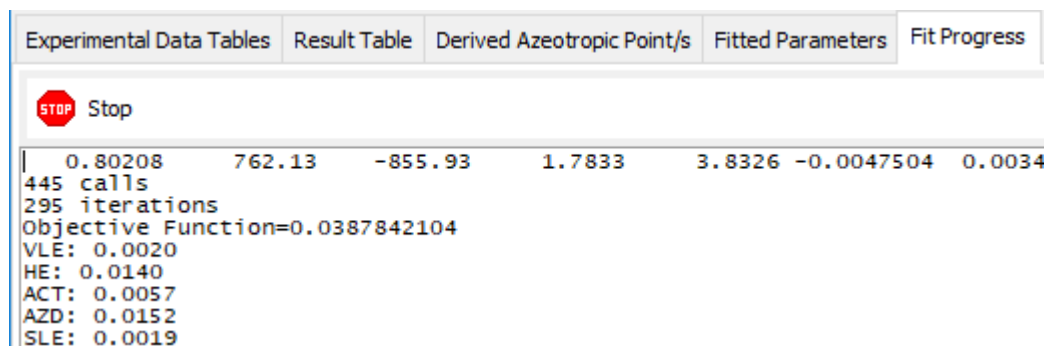 Experimental Data Tables Result Table Derived Azeotropic Point/s Fitted Parameters Fit Progress
STOP Stop
0.80208 762.13 -855.93 1.7833 3.8326 -0.0047504 0.0034
445 calls
295 iterations
Objective Function=0.0387842104
VLE: 0.0020
HE: 0.0140
ACT: 0.0057
AZD: 0.0152
SLE: 0.0019